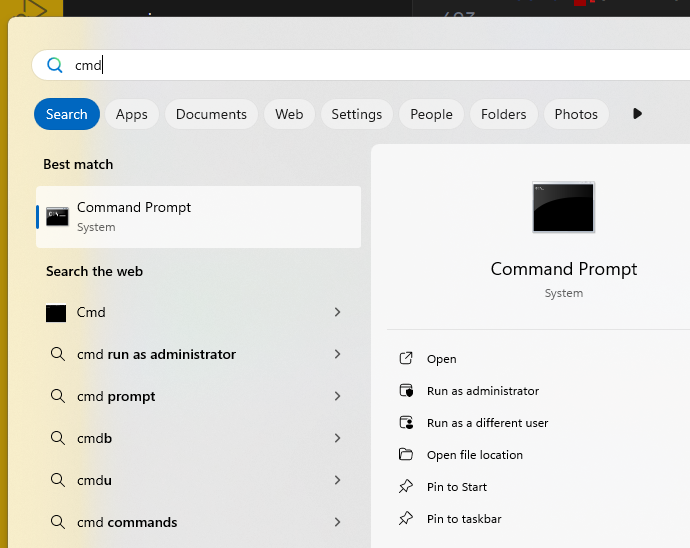 cmd
Search
Apps
Documents
Web
Settings
People
Folders
Photos
Best match
Command Prompt
System
Search the web
Cmd
cmd run as administrator
cmd prompt
cmdb
cmdu
cmd commands
Command Prompt
System
Open
Run as administrator
Run as a different user
Open file location
Pin to Start
Pin to taskbar